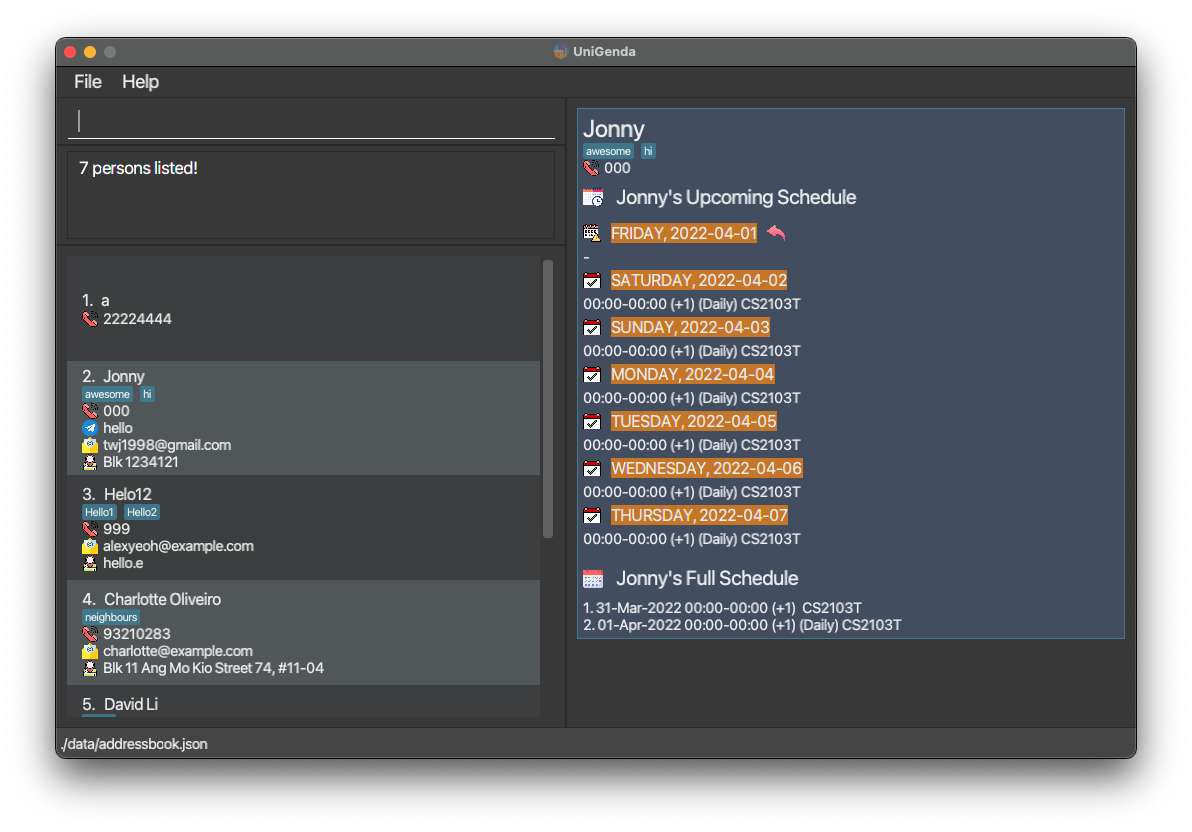 UniGenda
File Help
7 persons listed!
1. a
22224444
2. Jonny
awesome hi
000
hello
twj1998@gmail.com
Blk 1234121
3. Helo12
Hello1 Hello2
999
alexyeoh@example.com
hello.e
4. Charlotte Oliveiro
neighbours
93210283
charlotte@example.com
Blk 11 Ang Mo Kio Street 74, #11-04
5. David Li
Jonny
awesome hi
000
Jonny's Upcoming Schedule
FRIDAY, 2022-04-01
-
SATURDAY, 2022-04-02
00:00-00:00 (+1) (Daily) CS2103T
SUNDAY, 2022-04-03
00:00-00:00 (+1) (Daily) CS2103T
MONDAY, 2022-04-04
00:00-00:00 (+1) (Daily) CS2103T
TUESDAY, 2022-04-05
00:00-00:00 (+1) (Daily) CS2103T
WEDNESDAY, 2022-04-06
00:00-00:00 (+1) (Daily) CS2103T
THURSDAY, 2022-04-07
00:00-00:00 (+1) (Daily) CS2103T
Jonny's Full Schedule
1. 31-Mar-2022 00:00-00:00 (+1) CS2103T
2. 01-Apr-2022 00:00-00:00 (+1) (Daily) CS2103T
./data/addressbook.json